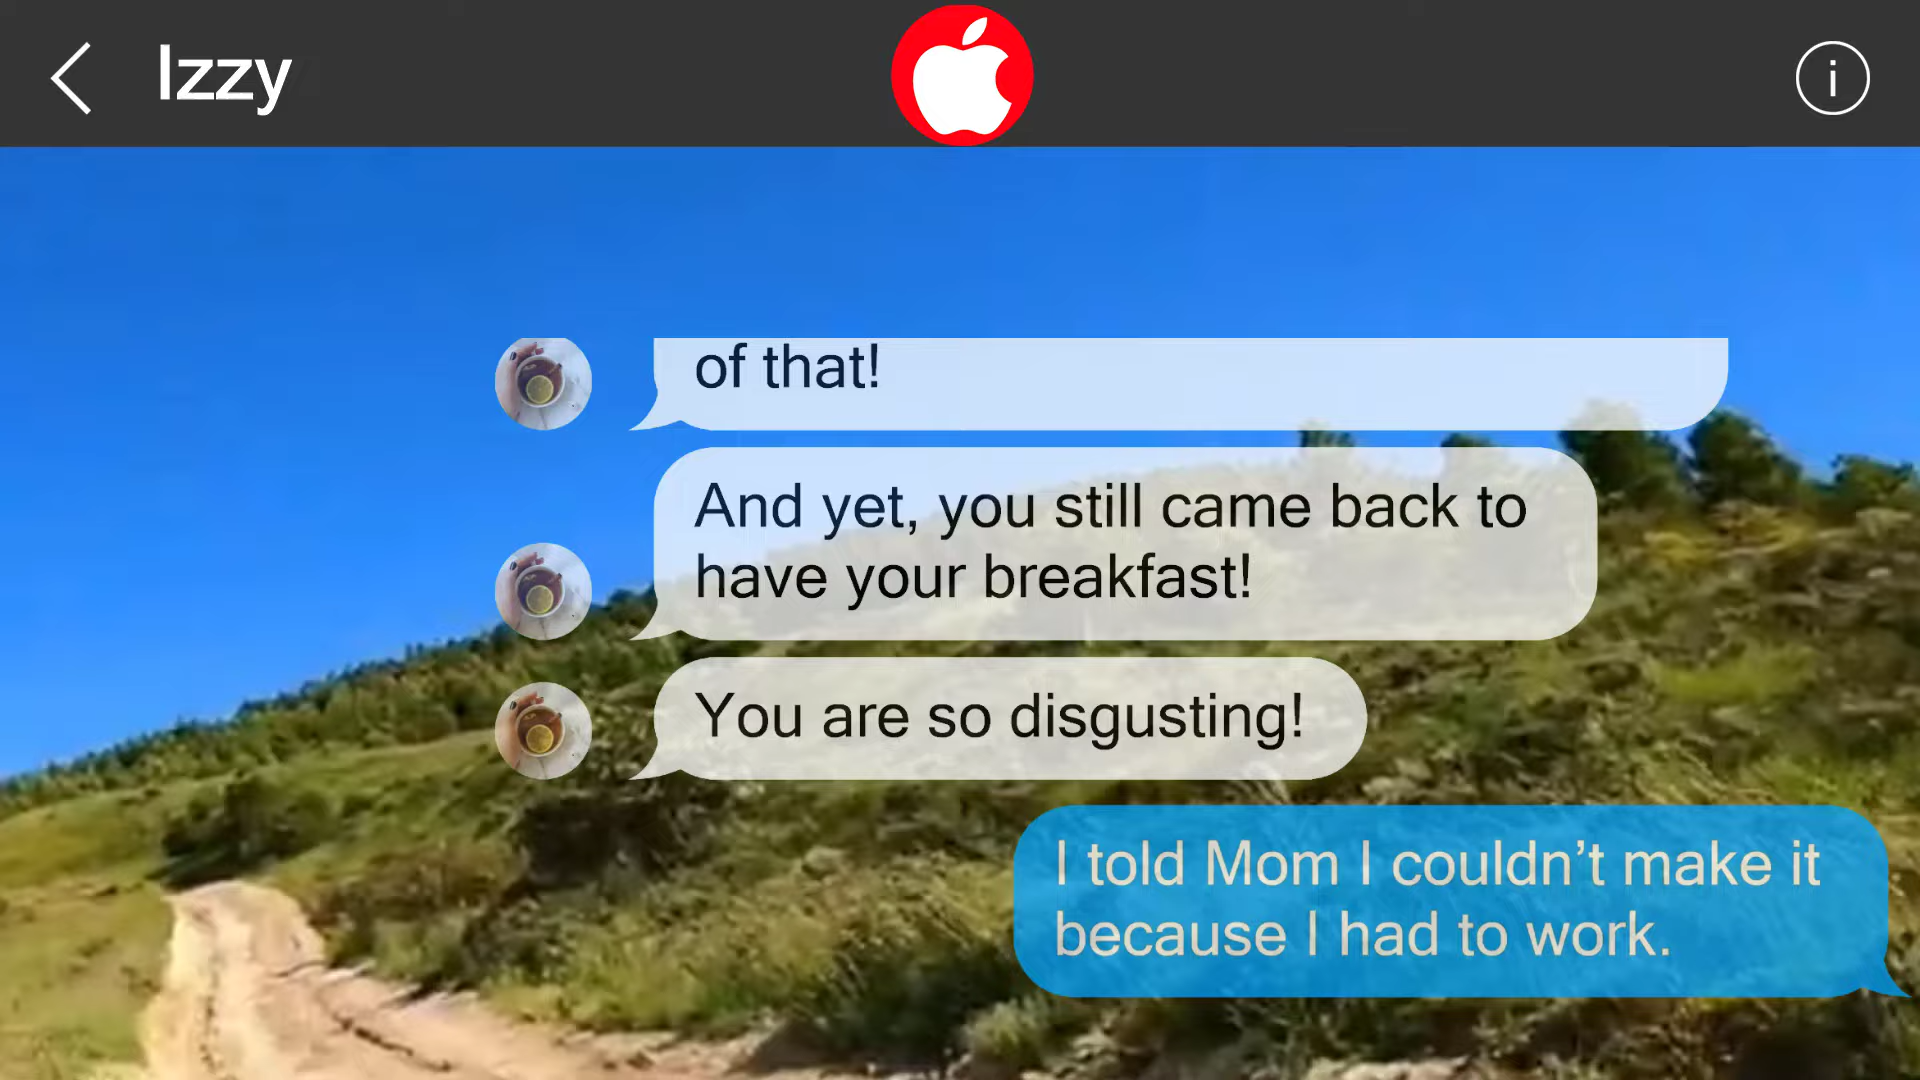 Izzy
of that!
And yet, you still came back to
have your breakfast!
You are so disgusting!
I told Mom I couldn’t make it
because I had to work.